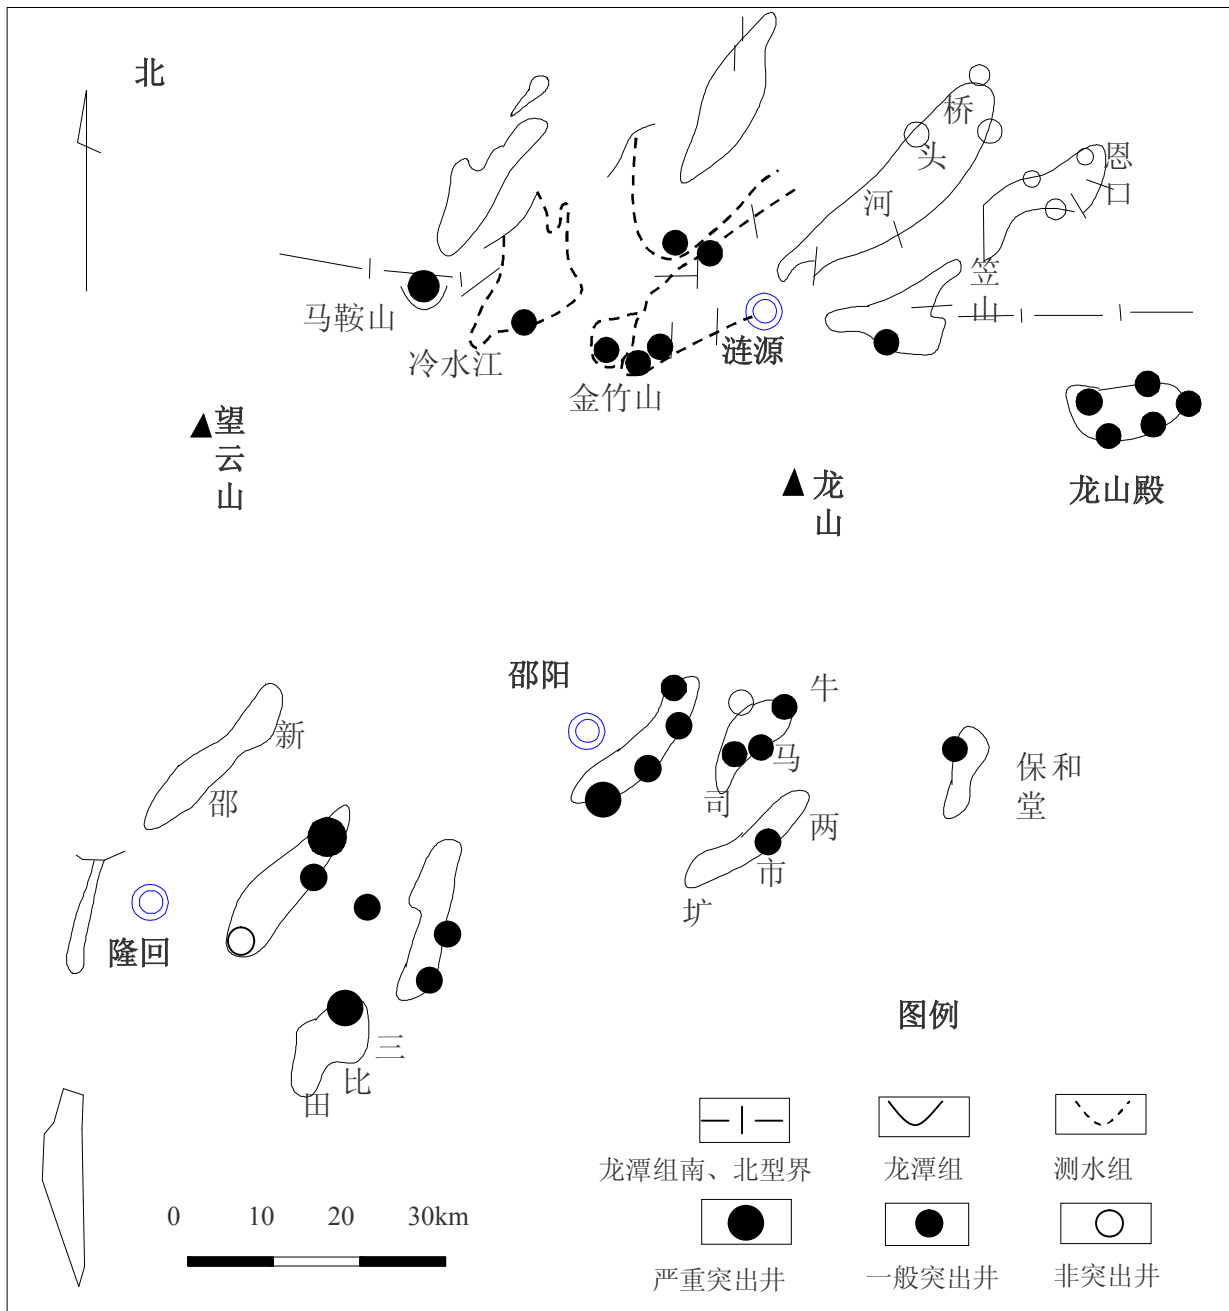 北
桥
头
河
恩
口
笠
山
马鞍山
冷水江
金竹山
涟源
望
云
山
龙
山
龙山殿
邵阳
新
邵
牛
马
司
保和
堂
两
市
圹
隆回
三
比
田
图例
龙潭组南、北型界
龙潭组
测水组
0 10 20 30km
严重突出井
一般突出井
非突出井